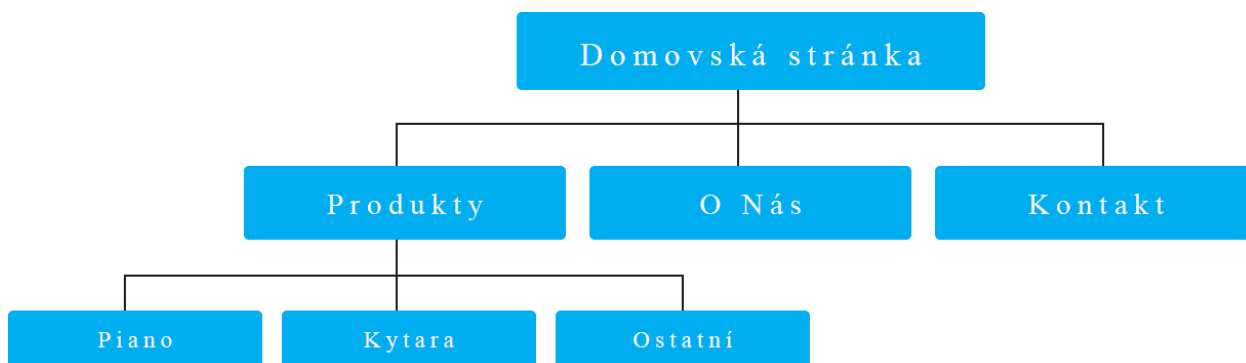 Domovská stránka
Produkty
O Nás
Kontakt
Piano
Kytara
Ostatní